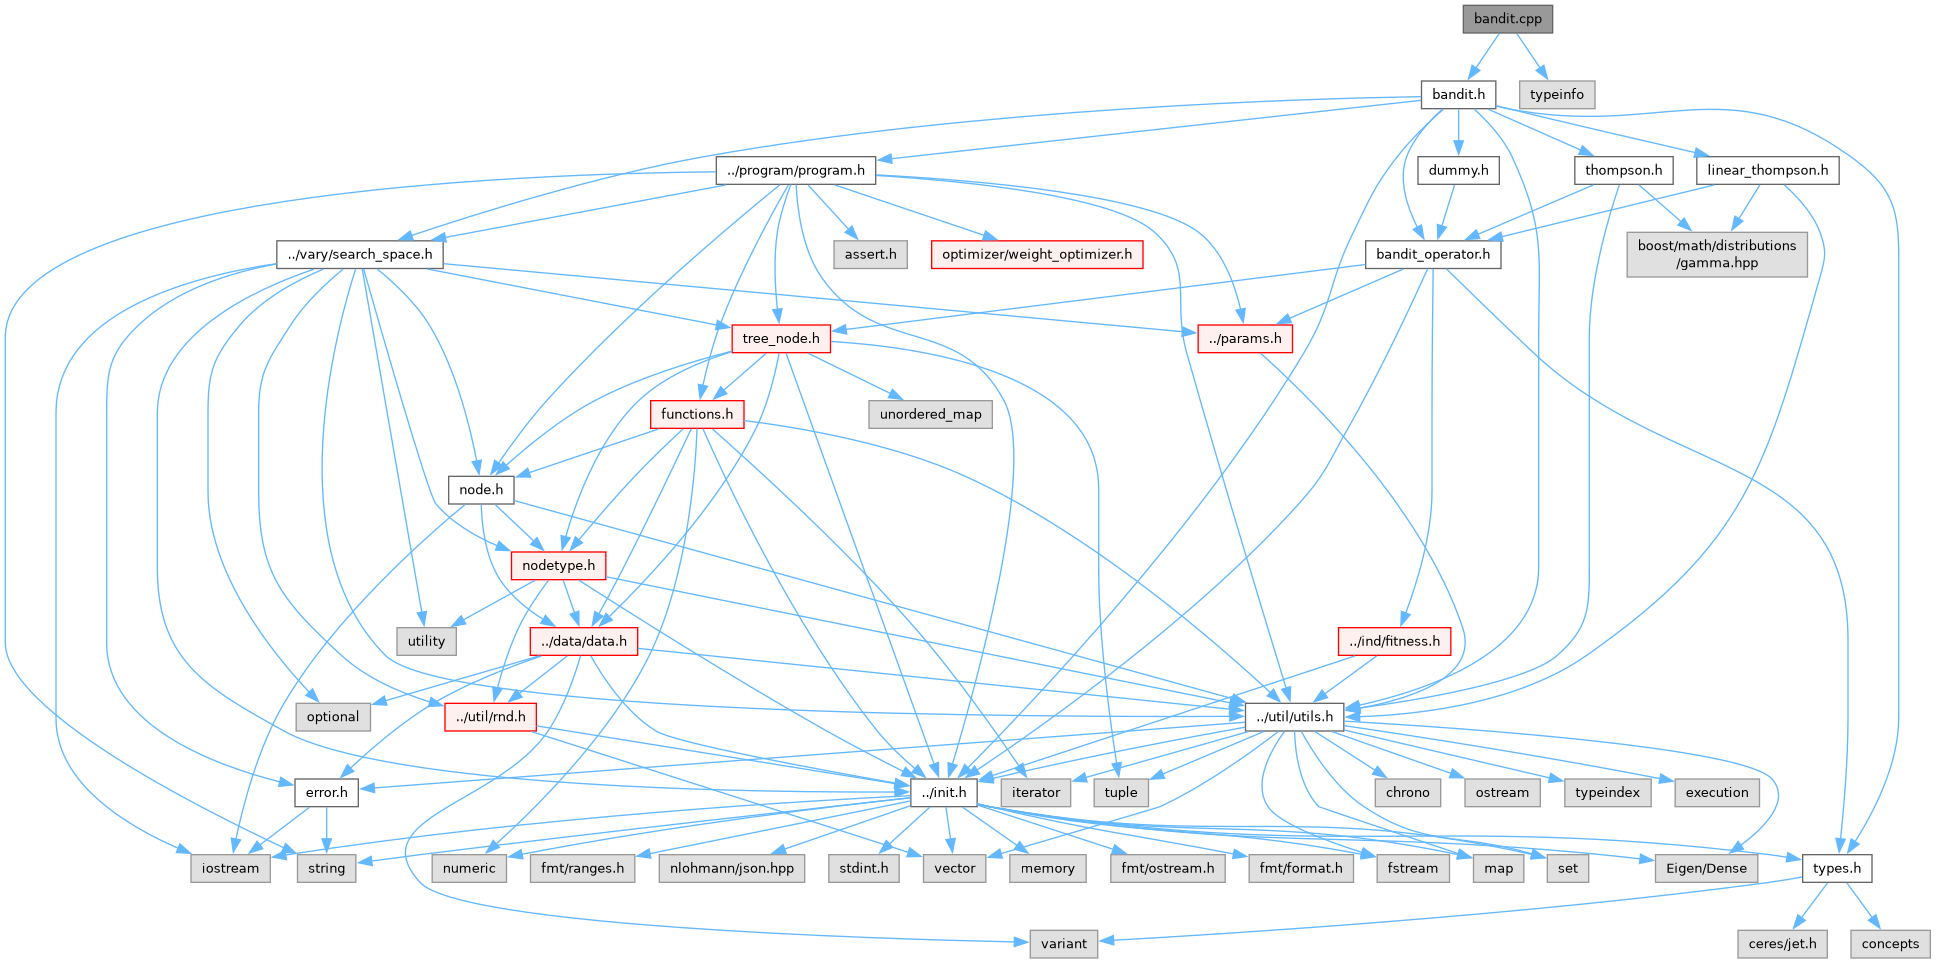 bandit.cpp
bandit.h
typeinfo
../program/program.h
dummy.h
thompson.h
linear_thompson.h
../vary/search_space.h
assert.h
optimizer/weight_optimizer.h
bandit_operator.h
boost/math/distributions
/gamma.hpp
tree_node.h
../params.h
functions.h
unordered_map
node.h
nodetype.h
utility
../data/data.h
../ind/fitness.h
optional
../util/rnd.h
../util/utils.h
error.h
../init.h
iterator
tuple
chrono
ostream
typeindex
execution
iostream
string
numeric
fmt/ranges.h
nlohmann/json.hpp
stdint.h
vector
memory
fmt/ostream.h
fmt/format.h
fstream
map
set
Eigen/Dense
types.h
variant
ceres/jet.h
concepts